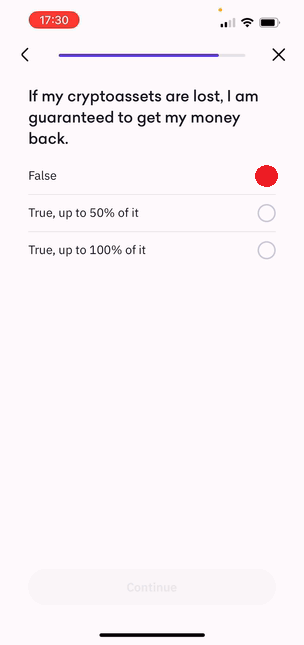 17:30
If my cryptoassets are lost, I am
guaranteed to get my money
back.
False
True, up to 50% of it
True, up to 100% of it
Continue